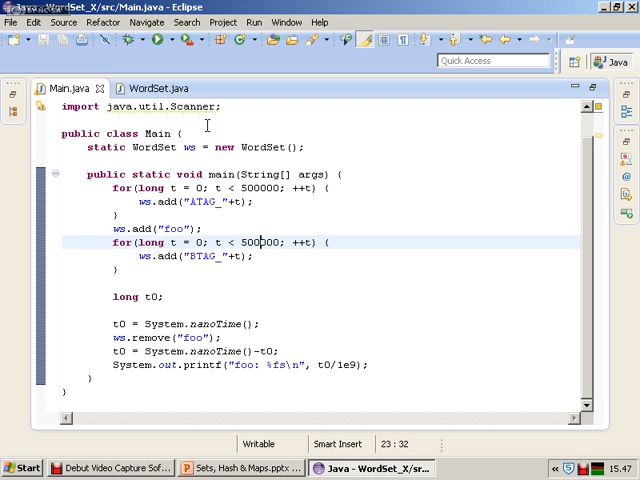 Java - WordSet_X/src/Main.java - Eclipse
File Edit Source Refactor Navigate Search Project Run Window Help
Quick Access
Java
Main.java WordSet.java
import java.util.Scanner;
public class Main {
static WordSet ws = new WordSet();
public static void main(String[] args) {
for(long t = 0; t < 500000; ++t) {
ws.add("ATAG_"+t);
}
ws.add("foo");
for(long t = 0; t < 500000; ++t) {
ws.add("BTAG_"+t);
}
long t0;
t0 = System.nanoTime();
ws.remove("foo");
t0 = System.nanoTime()-t0;
System.out.printf("foo: %fs\n", t0/1e9);
}
}
Writable Smart Insert 23 : 32
Start Debut Video Capture Sof... Sets, Hash & Maps.pptx ... Java - WordSet_X/sr... « 15.47